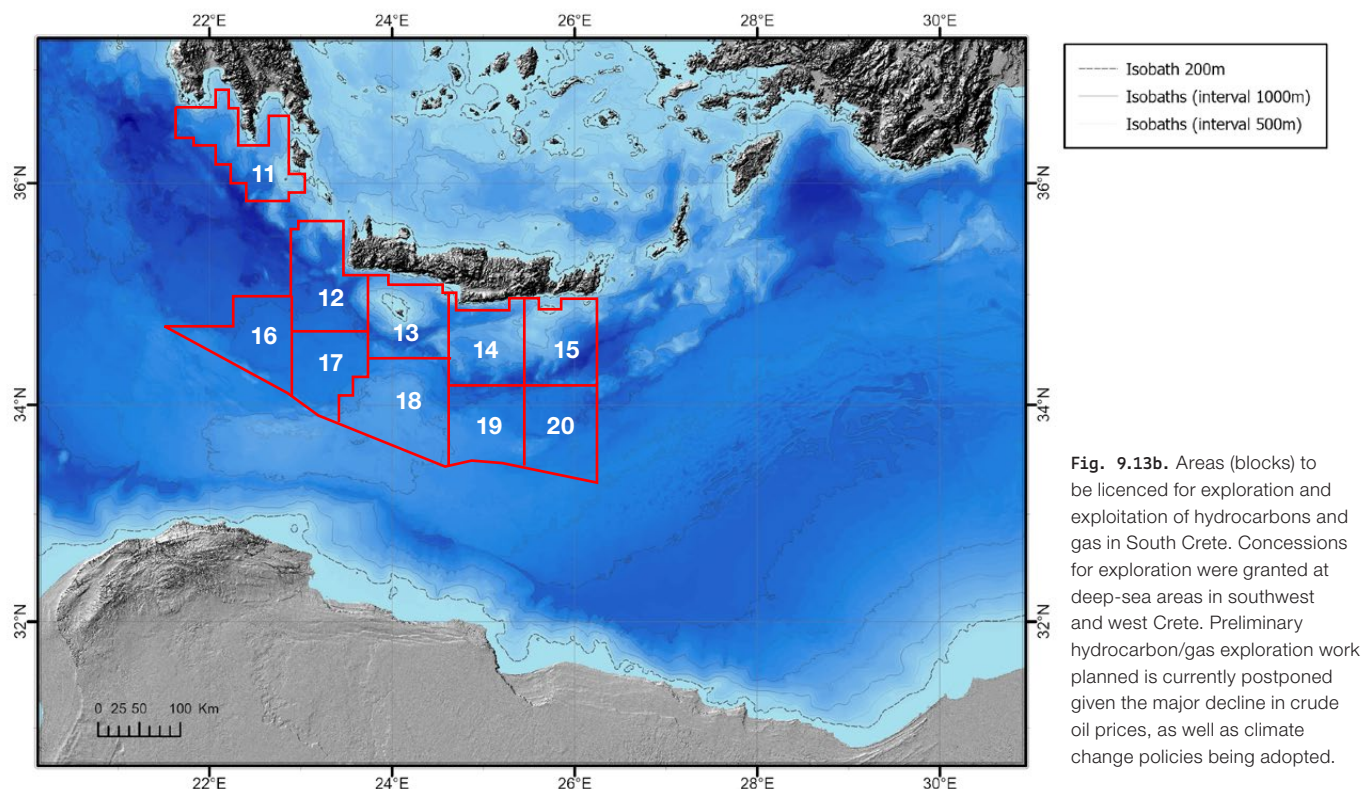 22°E 24°E 26°E 28°E 30°E
Isobath 200m
Isobaths (interval 1000m)
Isobaths (interval 500m)
36°N 36°N
11
12
13
16
14
15
17
18
34°N 34°N
19
20
32°N 32°N
0 25 50 100 Km
22°E 24°E 26°E 28°E 30°E
Fig. 9.13b. Areas (blocks) to
be licenced for exploration and
exploitation of hydrocarbons and
gas in South Crete. Concessions
for exploration were granted at
deep-sea areas in southwest
and west Crete. Preliminary
hydrocarbon/gas exploration work
planned is currently postponed
given the major decline in crude
oil prices, as well as climate
change policies being adopted.